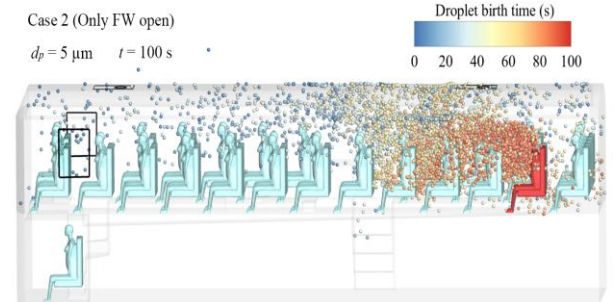 Case 2 (Only FW open)
dₚ = 5 µm t = 100 s
Droplet birth time (s)
0 20 40 60 80 100